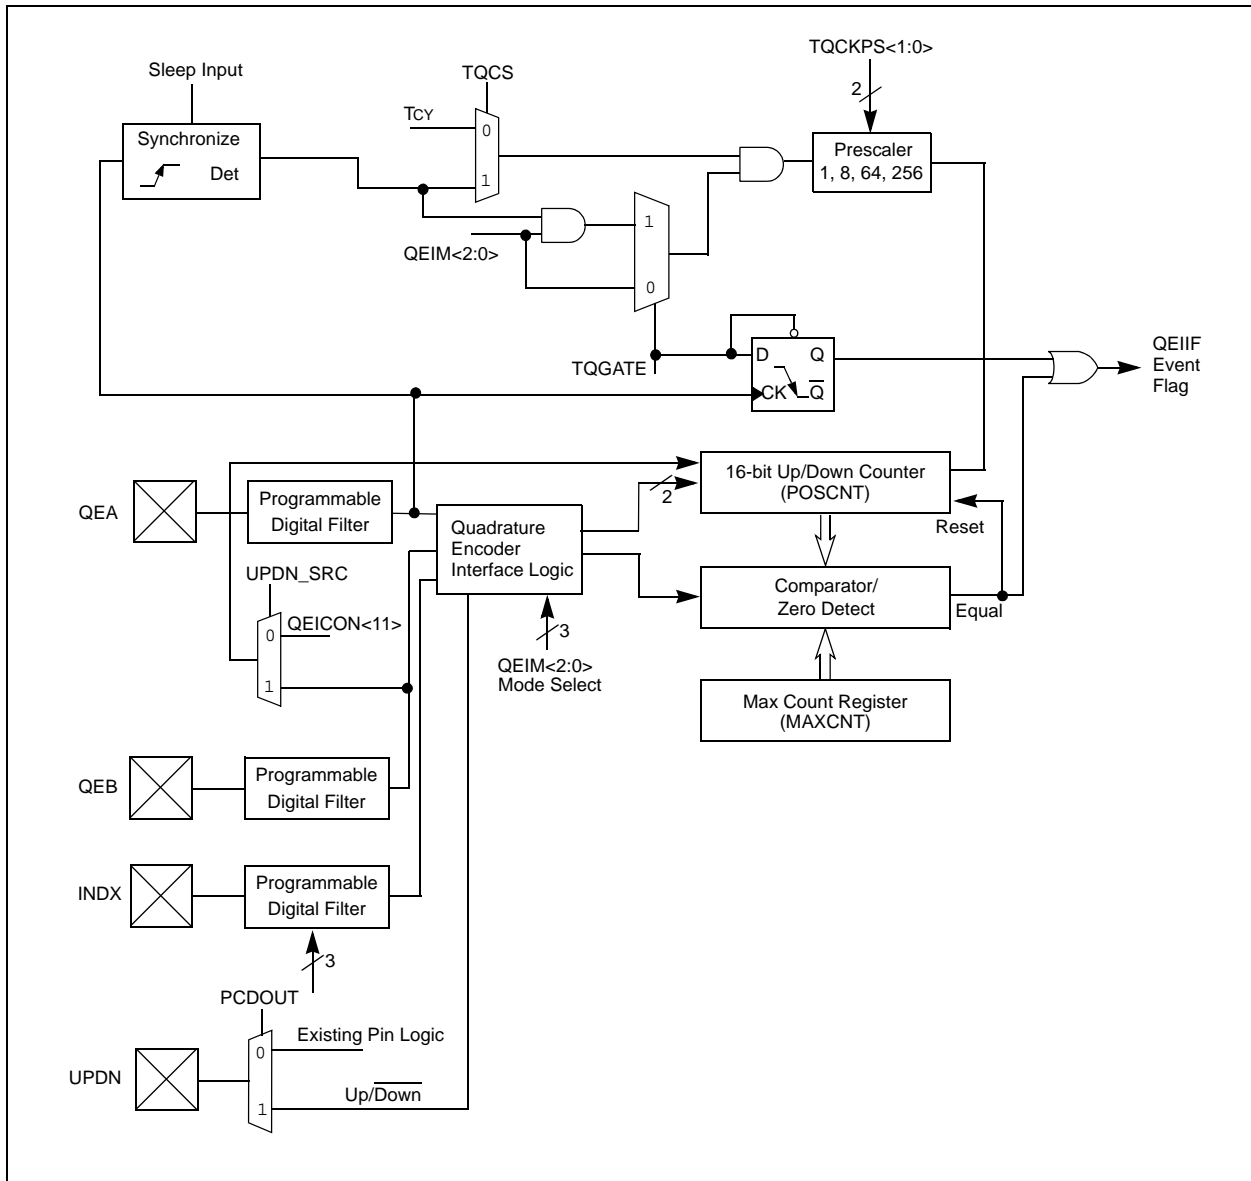 TQCKPS<1:0>
Sleep Input
TQCS
2
TCY
0
Synchronize
Det
Prescaler
1, 8, 64, 256
1
1
QEIM<2:0>
0
D Q
QEIIF
Event
Flag
TQGATE
CK Q̅
16-bit Up/Down Counter
(POSCNT)
2
QEA
Programmable
Digital Filter
Quadrature
Encoder
Interface Logic
Reset
UPDN_SRC
Comparator/
Zero Detect
Equal
0
QEICON<11>
3
1
QEIM<2:0>
Mode Select
Max Count Register
(MAXCNT)
QEB
Programmable
Digital Filter
INDX
Programmable
Digital Filter
3
PCDOUT
0
Existing Pin Logic
UPDN
1
Up/Down